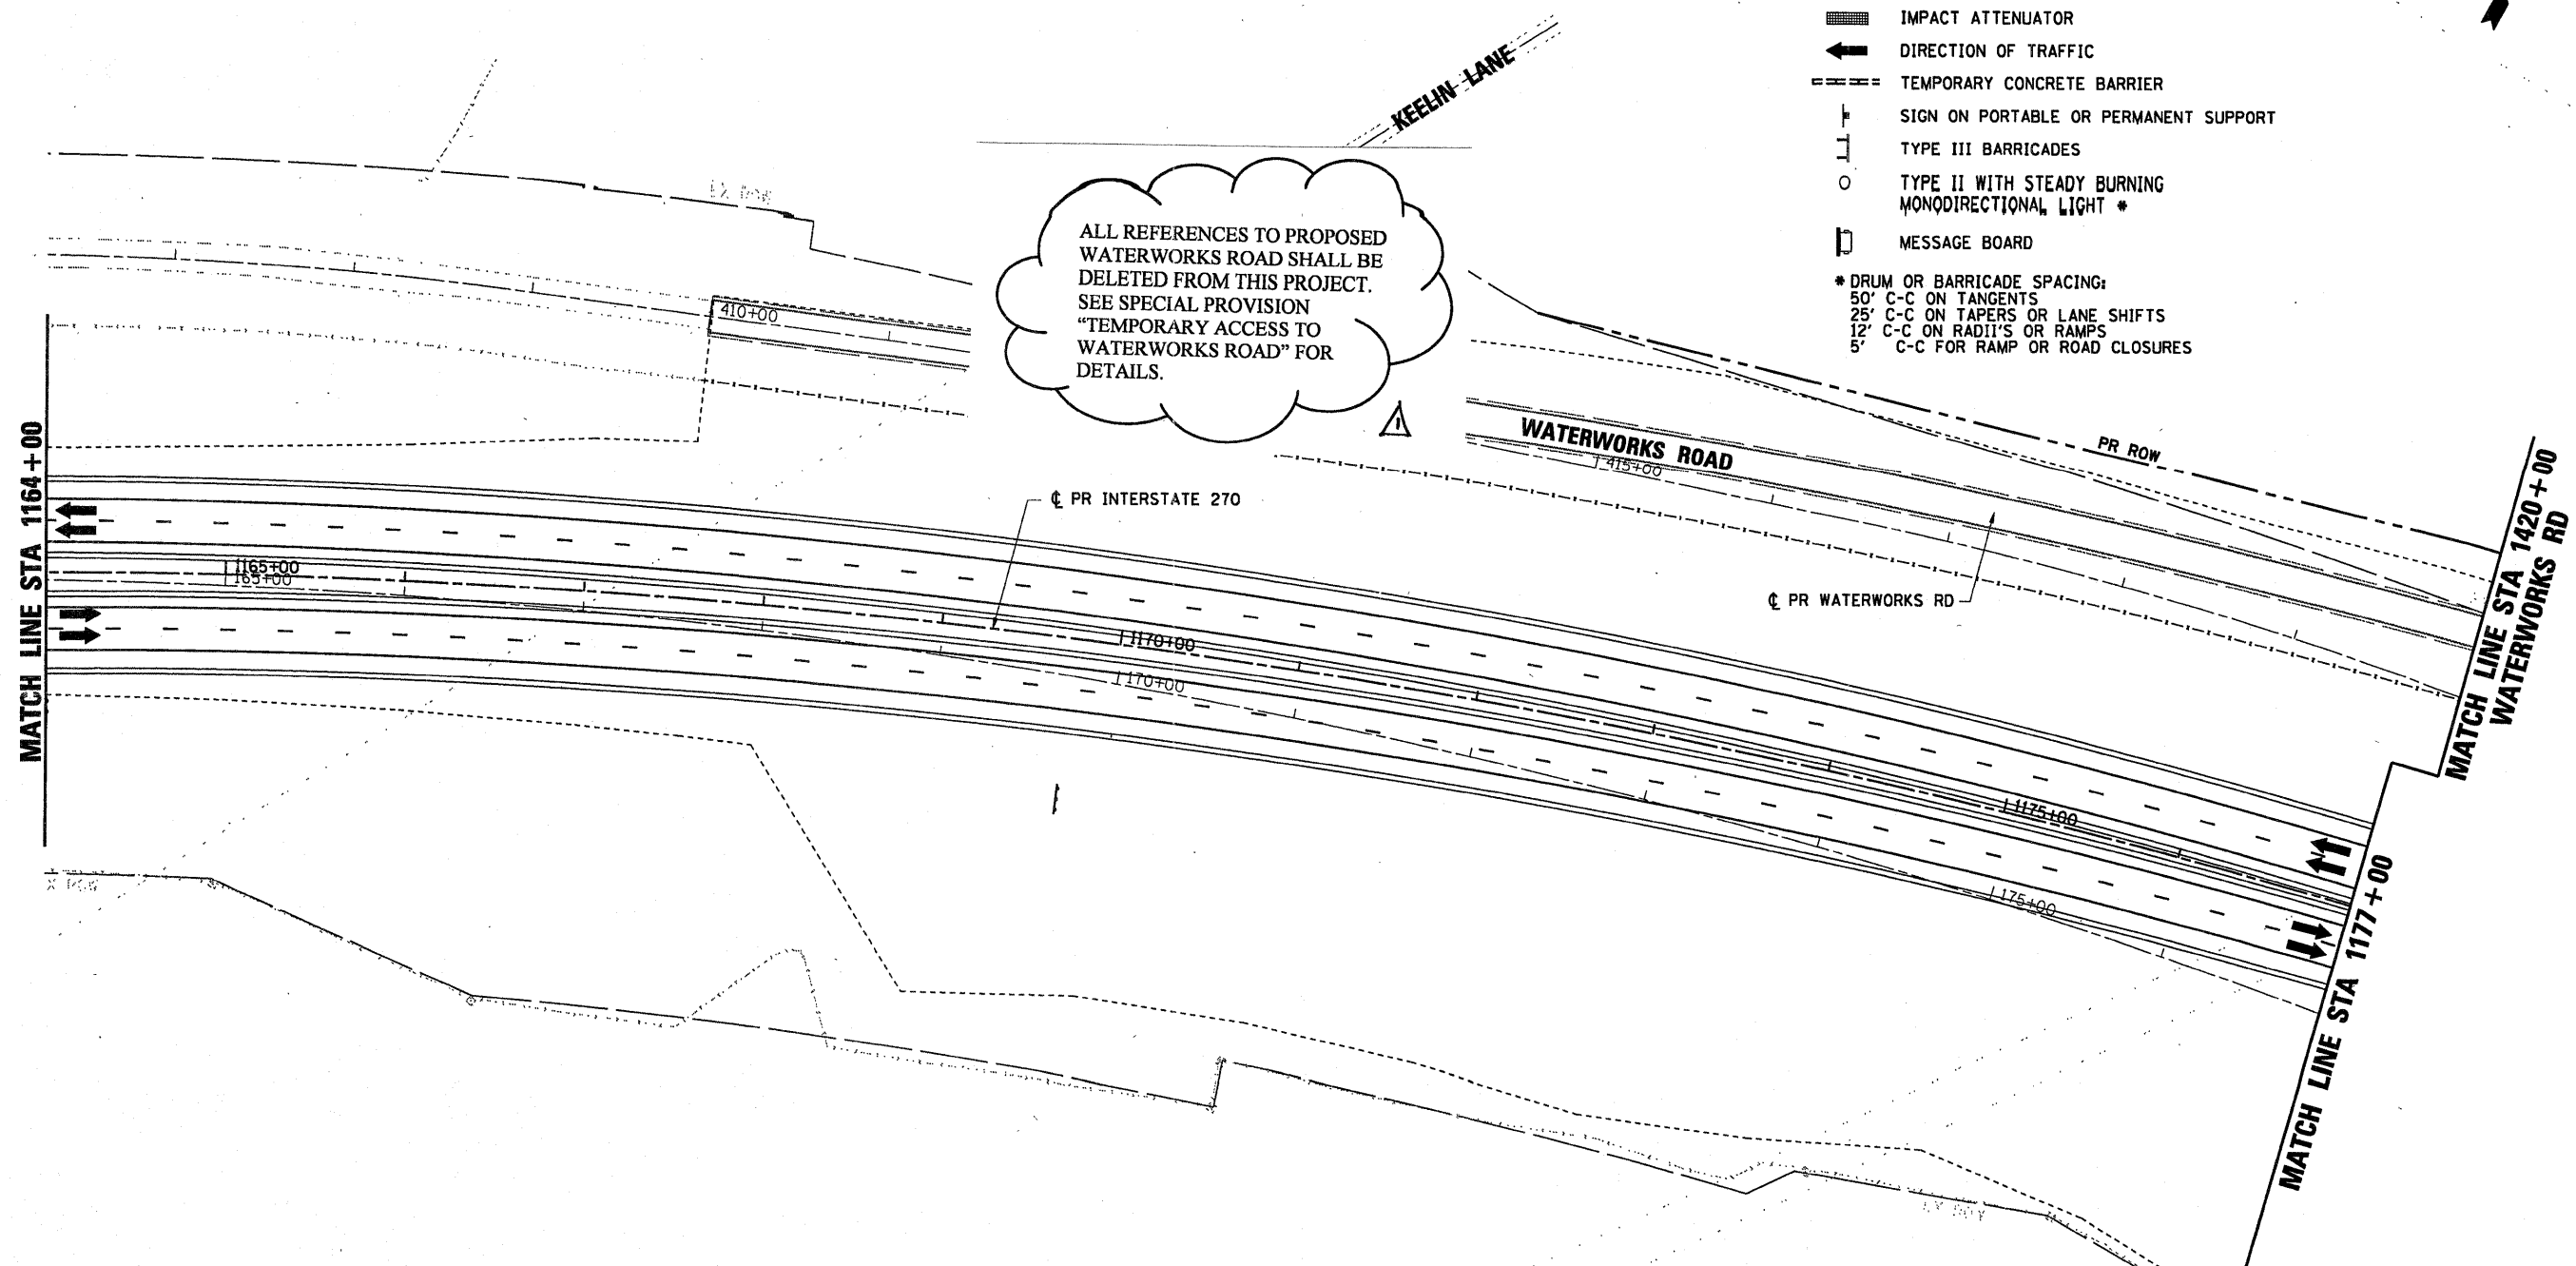 IMPACT ATTENUATOR
DIRECTION OF TRAFFIC
TEMPORARY CONCRETE BARRIER
SIGN ON PORTABLE OR PERMANENT SUPPORT
TYPE III BARRICADES
TYPE II WITH STEADY BURNING
MONODIRECTIONAL LIGHT *
MESSAGE BOARD
* DRUM OR BARRICADE SPACING:
50' C-C ON TANGENTS
25' C-C ON TAPERS OR LANE SHIFTS
12' C-C ON RADII'S OR RAMPS
5' C-C FOR RAMP OR ROAD CLOSURES
KEELIN LANE
EX ROW
ALL REFERENCES TO PROPOSED
WATERWORKS ROAD SHALL BE
DELETED FROM THIS PROJECT.
SEE SPECIAL PROVISION
“TEMPORARY ACCESS TO
WATERWORKS ROAD” FOR
DETAILS.
1
410+00
WATERWORKS ROAD
415+00
PR ROW
℄ PR INTERSTATE 270
℄ PR WATERWORKS RD
MATCH LINE STA 1164+00
1165+00
165+00
1170+00
170+00
1175+00
175+00
MATCH LINE STA 1420+00
WATERWORKS RD
MATCH LINE STA 1177+00
X ROW